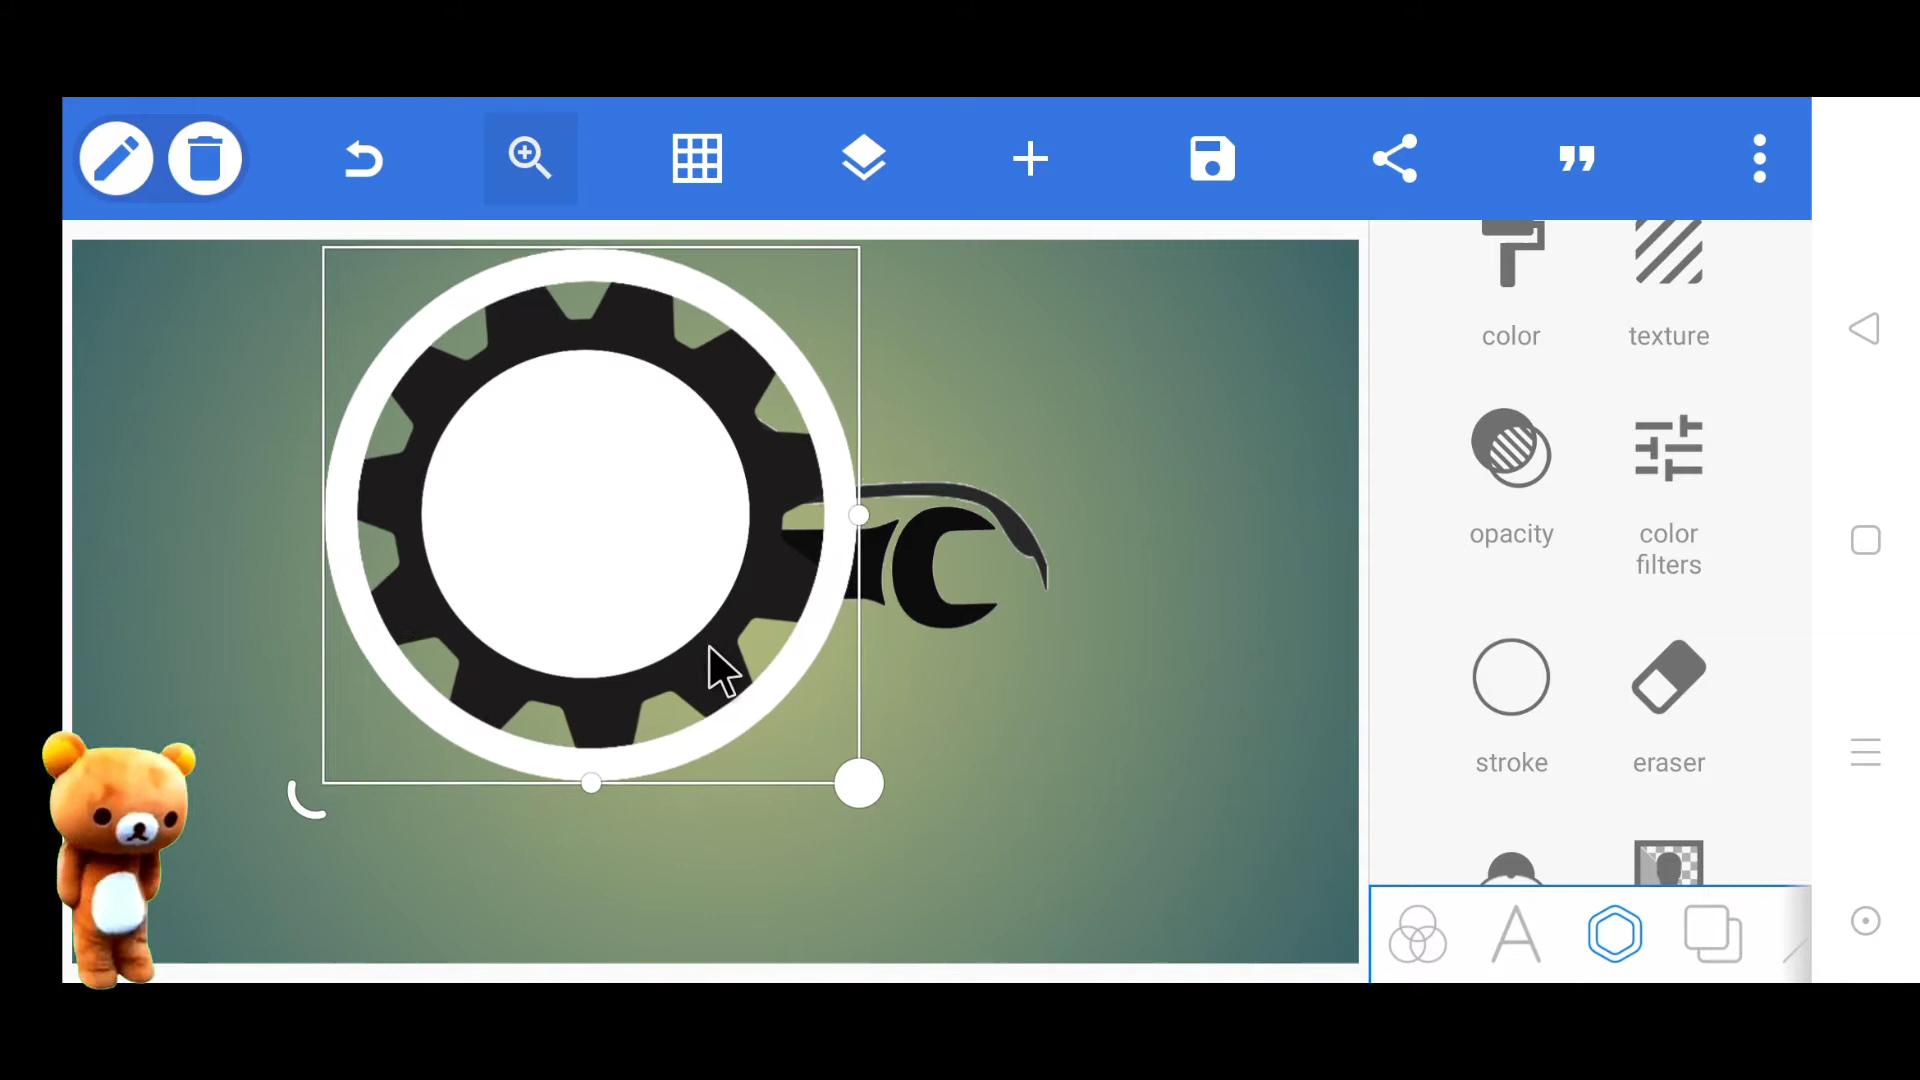 color texture
opacity color
filters
stroke eraser